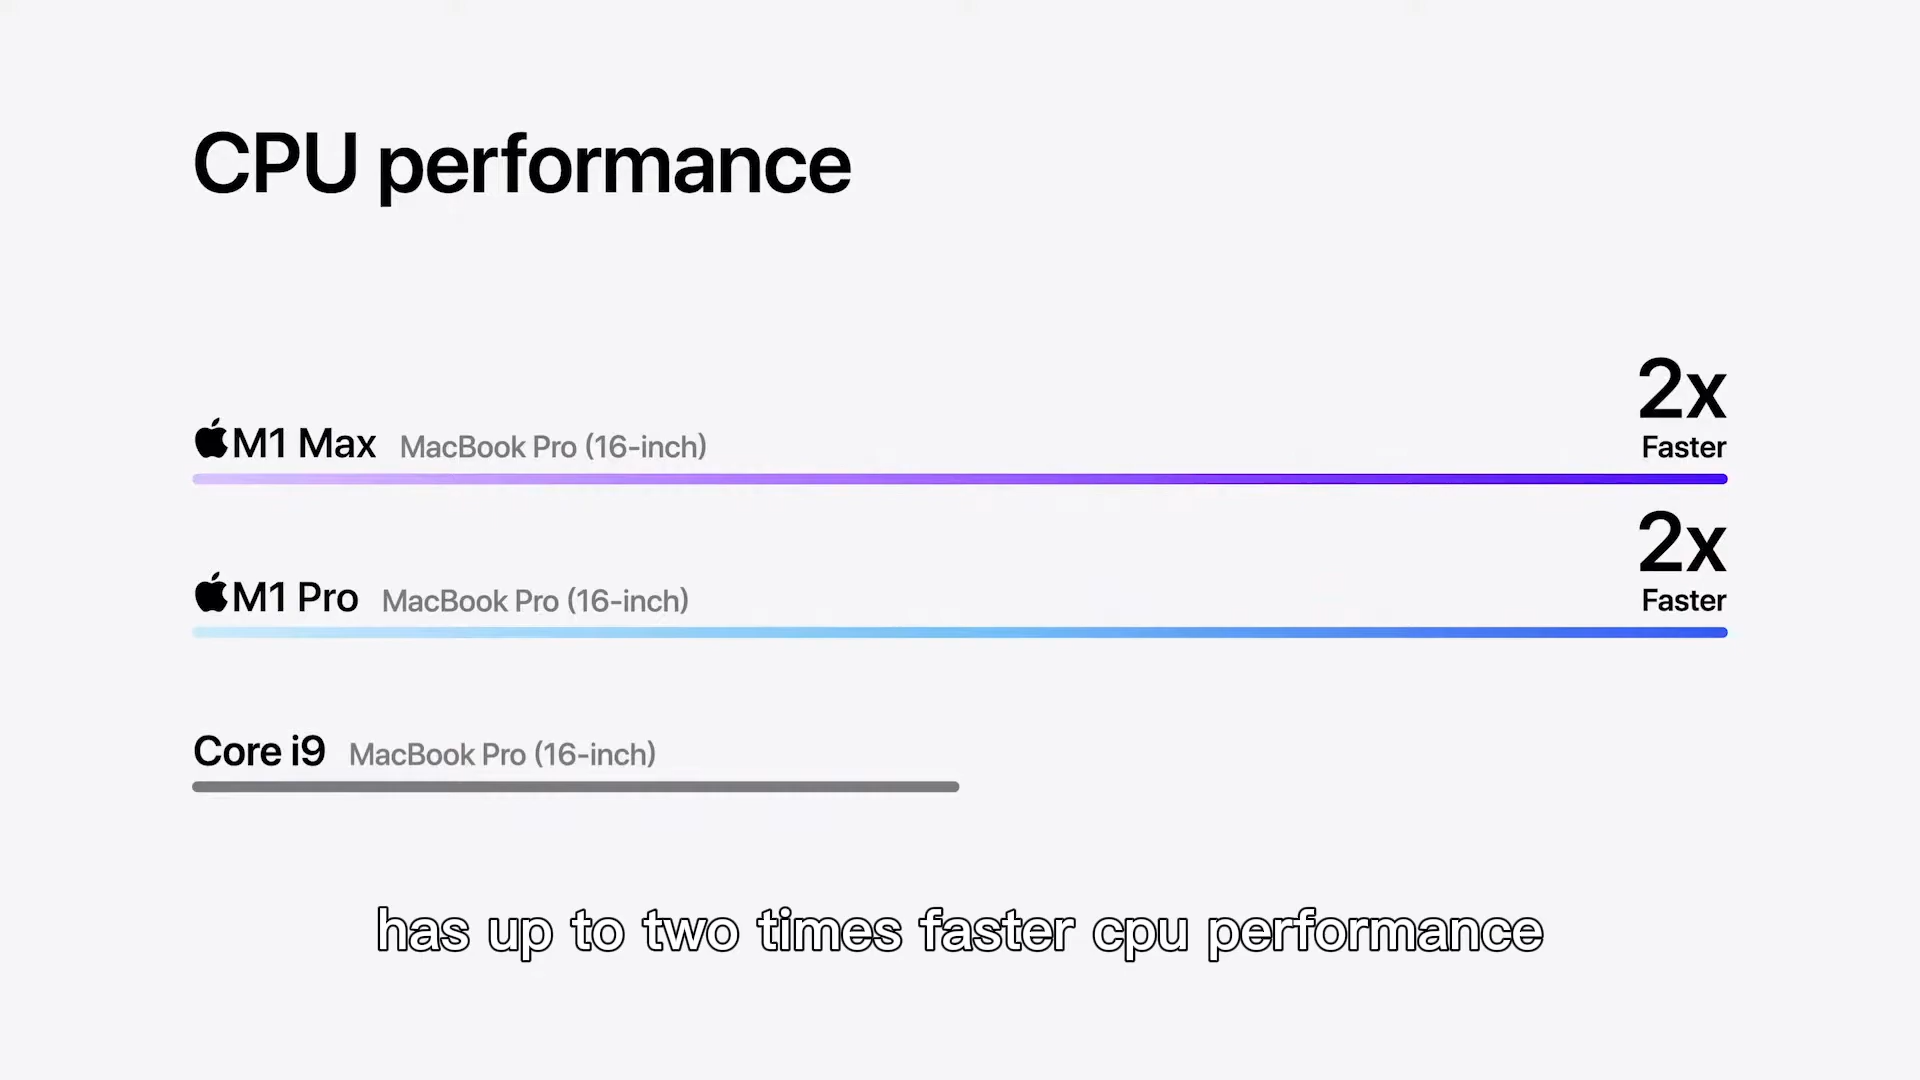 CPU performance
M1 Max MacBook Pro (16-inch)
2x
Faster
M1 Pro MacBook Pro (16-inch)
2x
Faster
Core i9 MacBook Pro (16-inch)
has up to two times faster cpu performance